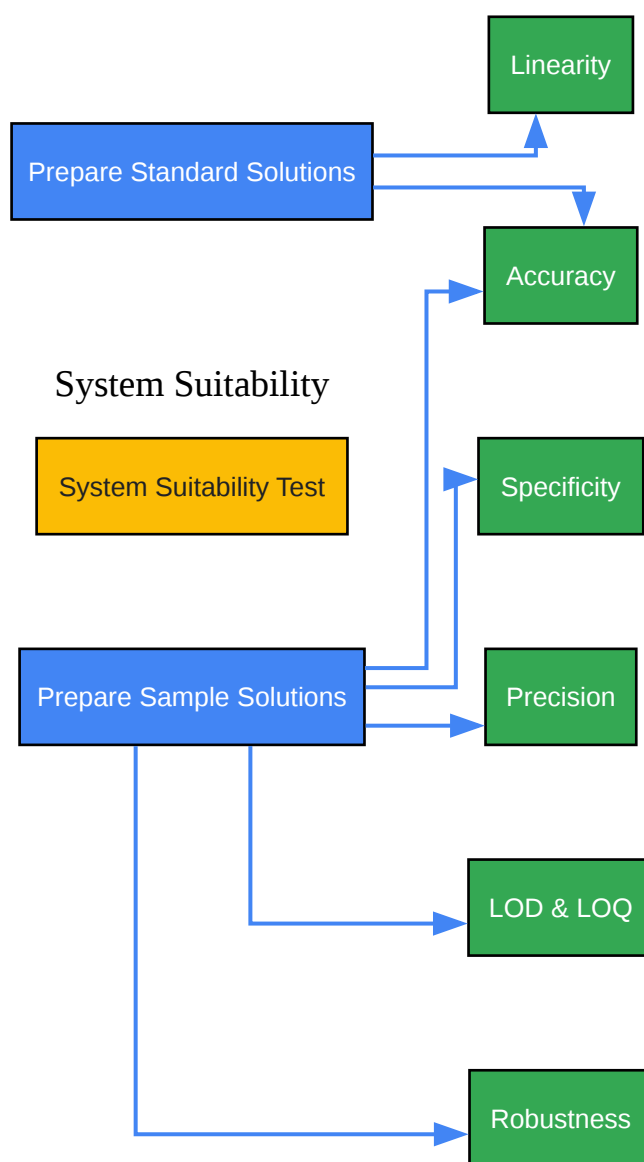 Linearity
Prepare Standard Solutions
Accuracy
System Suitability
System Suitability Test
Specificity
Prepare Sample Solutions
Precision
LOD & LOQ
Robustness